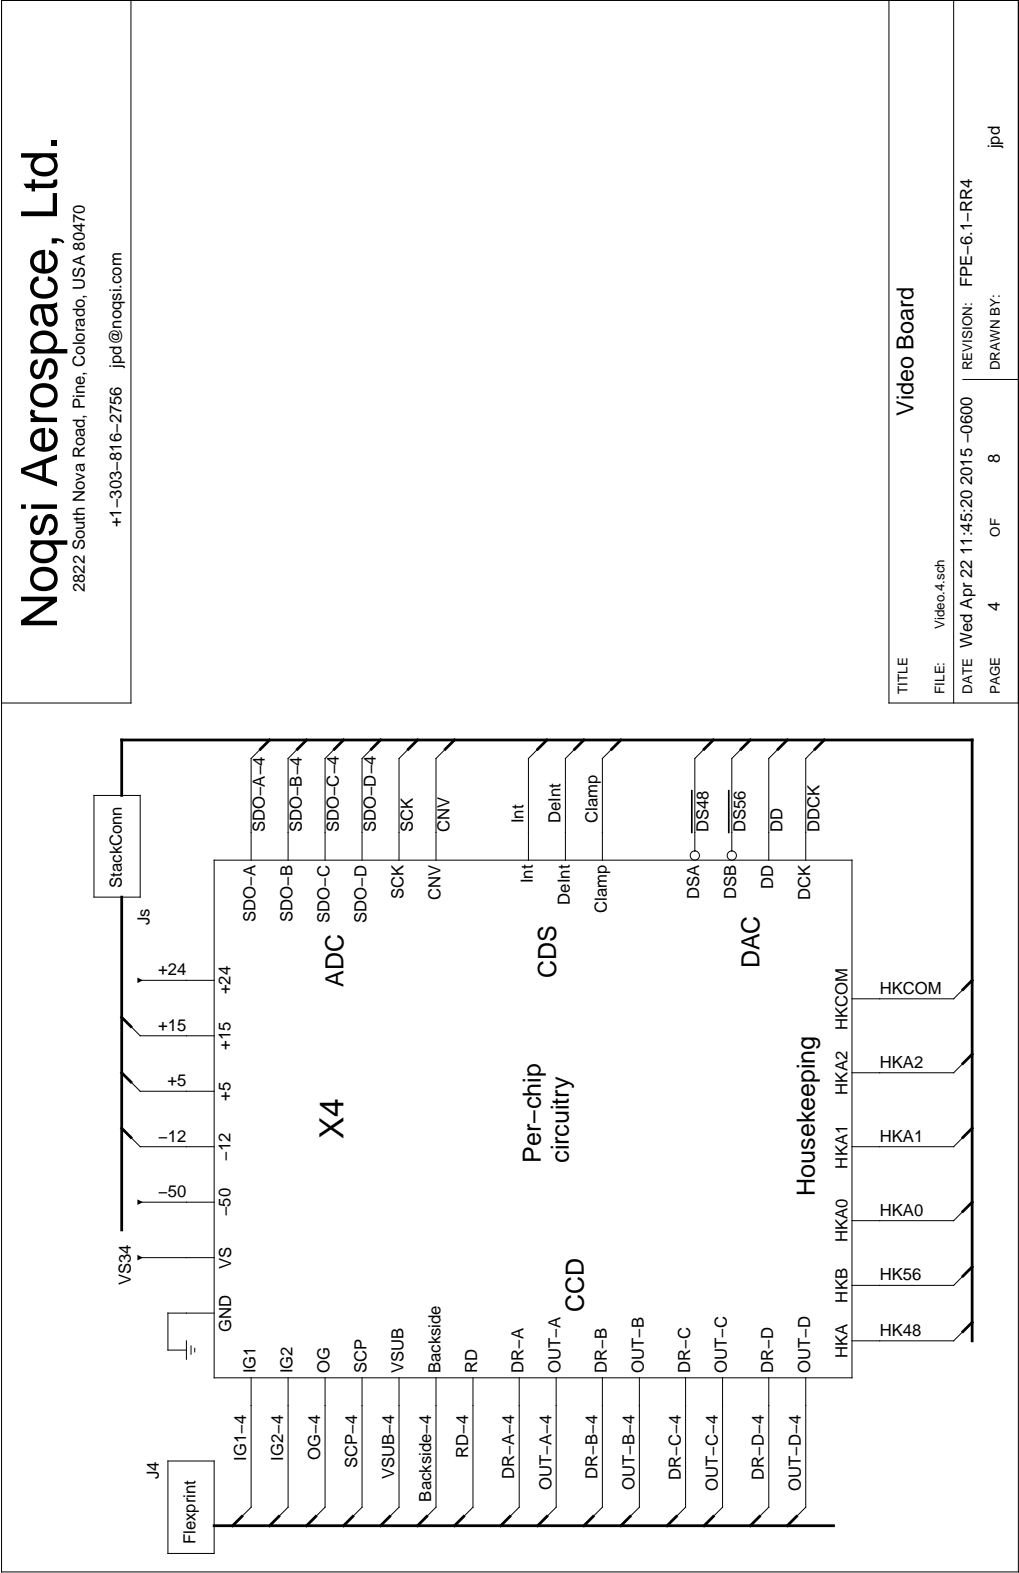 Noqsi Aerospace, Ltd.
2822 South Nova Road, Pine, Colorado, USA 80470
+1−303−816−2756 jpd@noqsi.com
J4
Flexprint
IG1−4
IG2−4
OG−4
SCP−4
VSUB−4
Backside−4
RD−4
DR−A−4
OUT−A−4
DR−B−4
OUT−B−4
DR−C−4
OUT−C−4
DR−D−4
OUT−D−4
IG1
IG2
OG
SCP
VSUB
Backside
RD
DR−A
OUT−A
DR−B
OUT−B
DR−C
OUT−C
DR−D
OUT−D
CCD
VS34
−50
−12
+5
+15
+24
GND
VS
−50
−12
+5
+15
+24
X4
Per−chip
circuitry
Js
StackConn
ADC
SDO−A
SDO−B
SDO−C
SDO−D
SCK
CNV
SDO−A−4
SDO−B−4
SDO−C−4
SDO−D−4
SCK
CNV
CDS
Int
DeInt
Clamp
Int
DeInt
Clamp
DAC
DSA
DSB
DD
DCK
DS48
DS56
DD
DDCK
Housekeeping
HKA
HKB
HKA0
HKA1
HKA2
HKCOM
HK48
HK56
HKA0
HKA1
HKA2
HKCOM
TITLE
Video Board
FILE: Video.4.sch
DATE Wed Apr 22 11:45:20 2015 −0600
REVISION: FPE−6.1−RR4
PAGE 4 OF 8
DRAWN BY: jpd